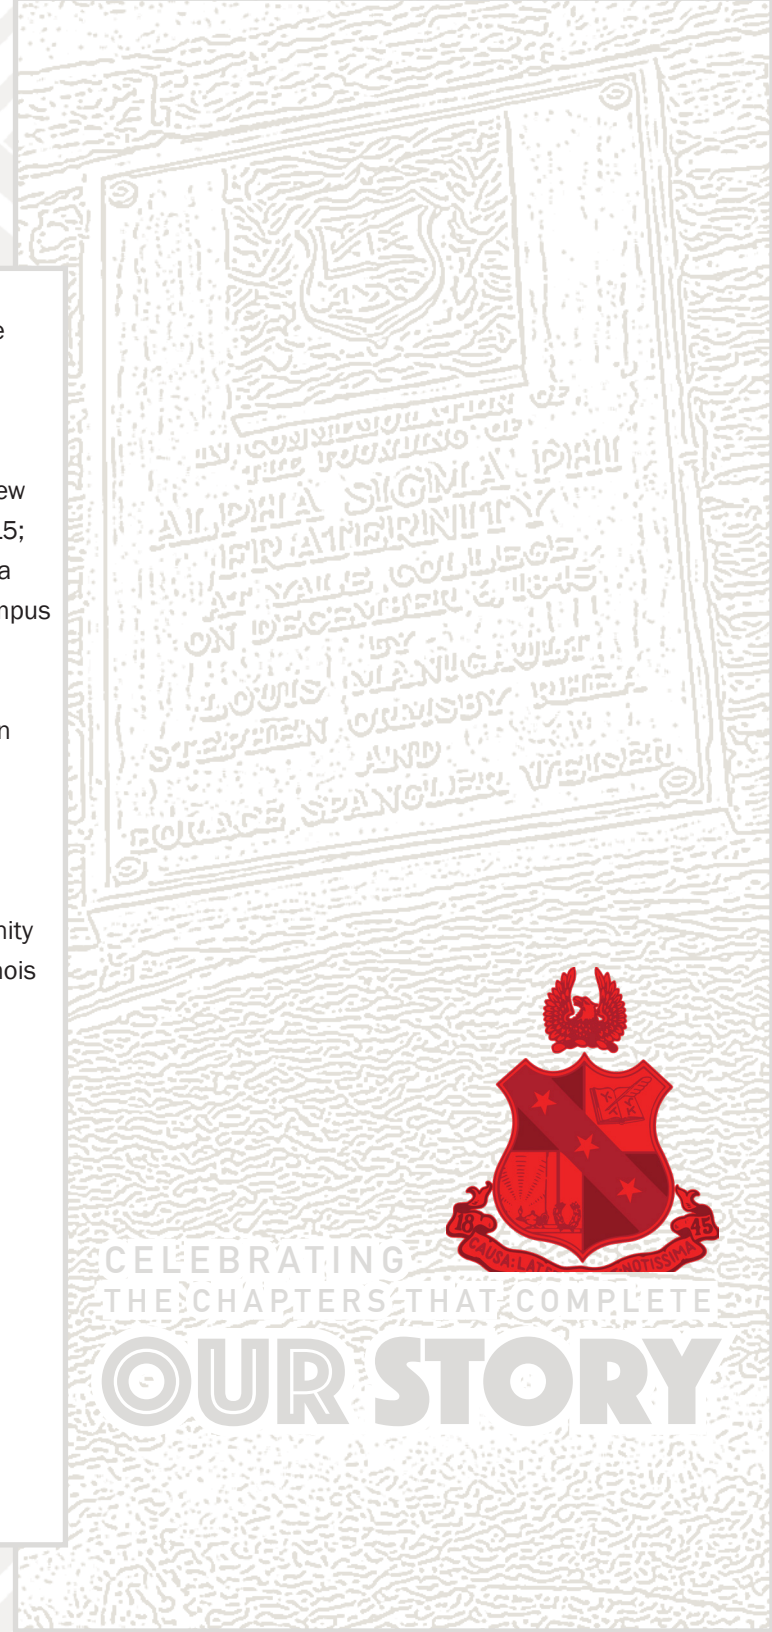 e
ew
15;
a
mpus
n
nity
nois
IN COMMEMORATION OF
THE FOUNDING OF
ALPHA SIGMA PHI
FRATERNITY
AT YALE COLLEGE
ON DECEMBER 6, 1845
BY
LOUIS MANIGAULT
STEPHEN ORMSBY RHEA
AND
HORACE SPANGLER WEISER
18
45
CAUSA: LATET NOTISSIMA
CELEBRATING
THE CHAPTERS THAT COMPLETE
OUR STORY